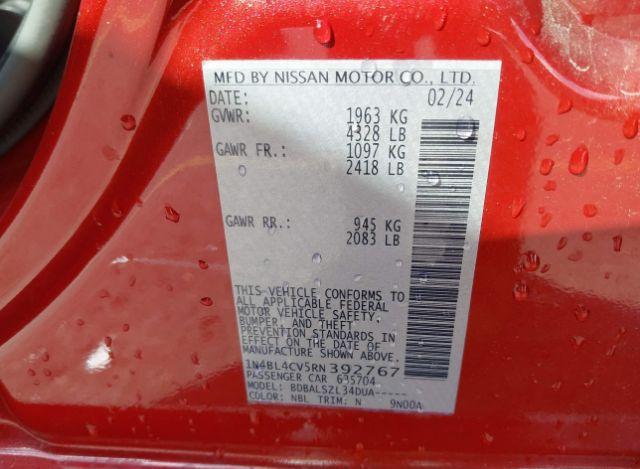 MFD BY NISSAN MOTOR CO., LTD.
DATE: 02/24
GVWR: 1963 KG
4328 LB
GAWR FR.: 1097 KG
2418 LB
GAWR RR.: 945 KG
2083 LB
THIS VEHICLE CONFORMS TO
ALL APPLICABLE FEDERAL
MOTOR VEHICLE SAFETY,
BUMPER, AND THEFT
PREVENTION STANDARDS IN
EFFECT ON THE DATE OF
MANUFACTURE SHOWN ABOVE.
1N4BL4CV5RN392767
PASSENGER CAR 635704
MODEL: BDBALSZL34DUA-----
COLOR: NBL TRIM: N 9N00A